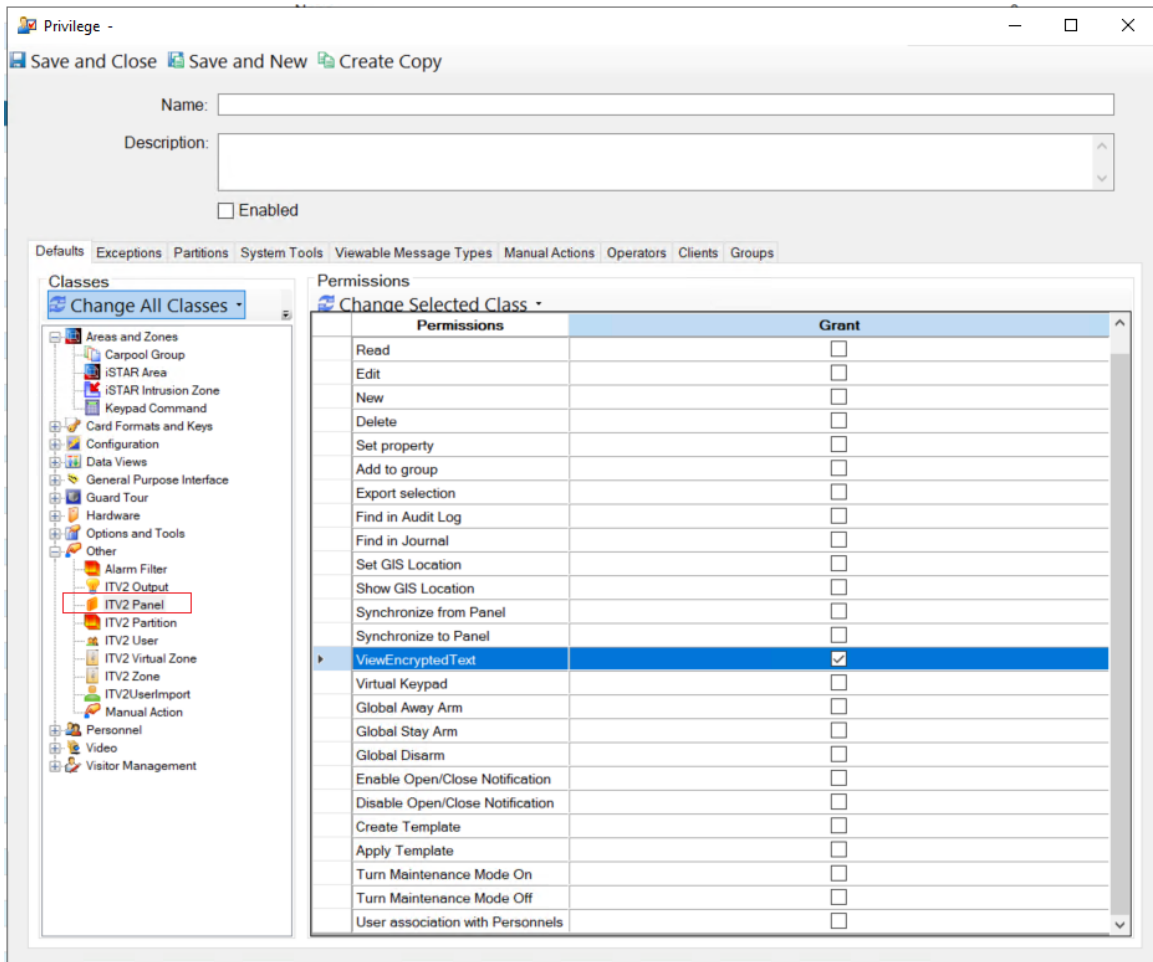 Privilege -
Save and Close Save and New Create Copy
Name:
Description:
Enabled
Defaults Exceptions Partitions System Tools Viewable Message Types Manual Actions Operators Clients Groups
Classes
Change All Classes
Areas and Zones
Carpool Group
iSTAR Area
iSTAR Intrusion Zone
Keypad Command
Card Formats and Keys
Configuration
Data Views
General Purpose Interface
Guard Tour
Hardware
Options and Tools
Other
Alarm Filter
ITV2 Output
ITV2 Panel
ITV2 Partition
ITV2 User
ITV2 Virtual Zone
ITV2 Zone
ITV2UserImport
Manual Action
Personnel
Video
Visitor Management
Permissions
Change Selected Class
Permissions Grant
Read
Edit
New
Delete
Set property
Add to group
Export selection
Find in Audit Log
Find in Journal
Set GIS Location
Show GIS Location
Synchronize from Panel
Synchronize to Panel
ViewEncryptedText
Virtual Keypad
Global Away Arm
Global Stay Arm
Global Disarm
Enable Open/Close Notification
Disable Open/Close Notification
Create Template
Apply Template
Turn Maintenance Mode On
Turn Maintenance Mode Off
User association with Personnels